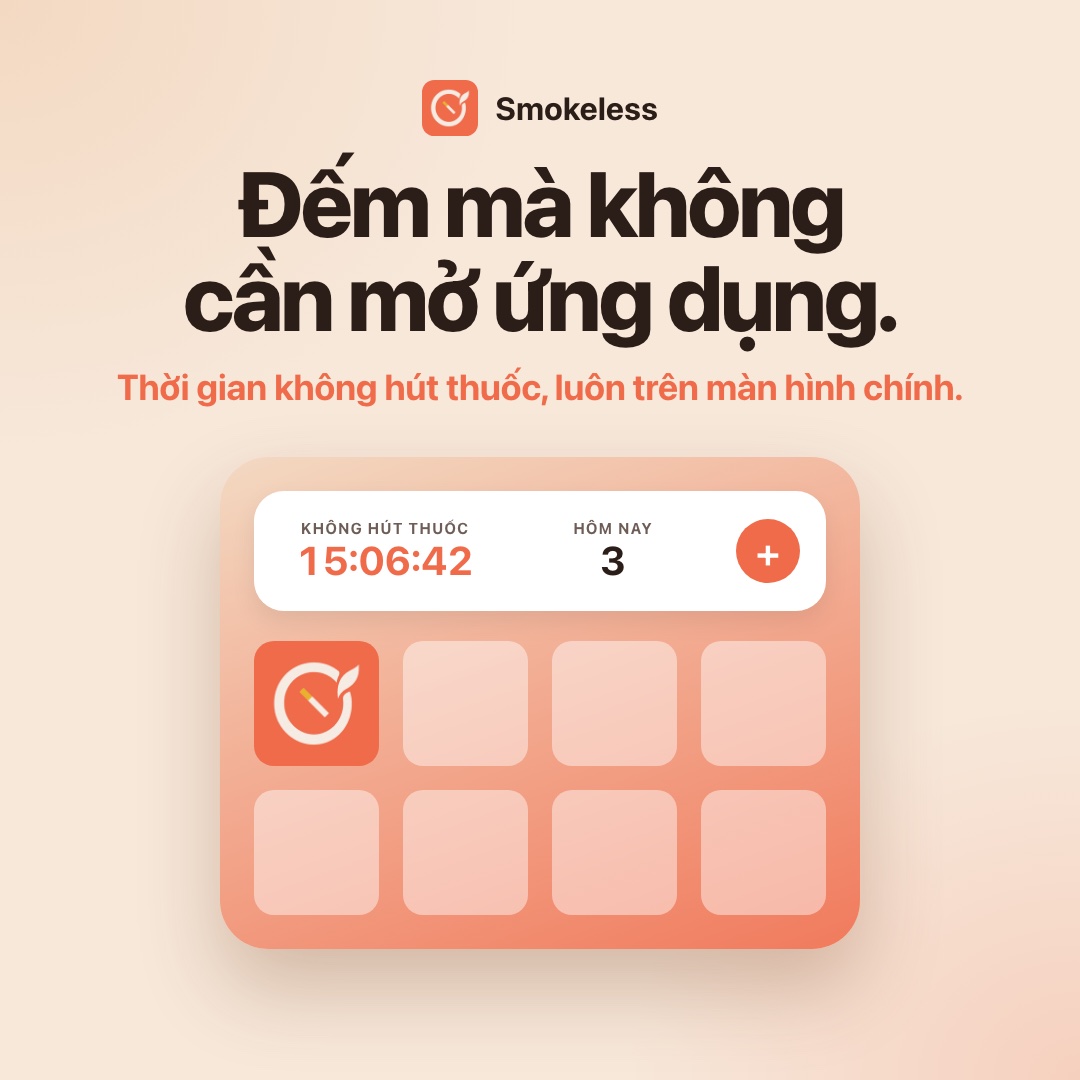 Smokeless
Đếm mà không
cần mở ứng dụng.
Thời gian không hút thuốc, luôn trên màn hình chính.
KHÔNG HÚT THUỐC
15:06:42
HÔM NAY
3
+